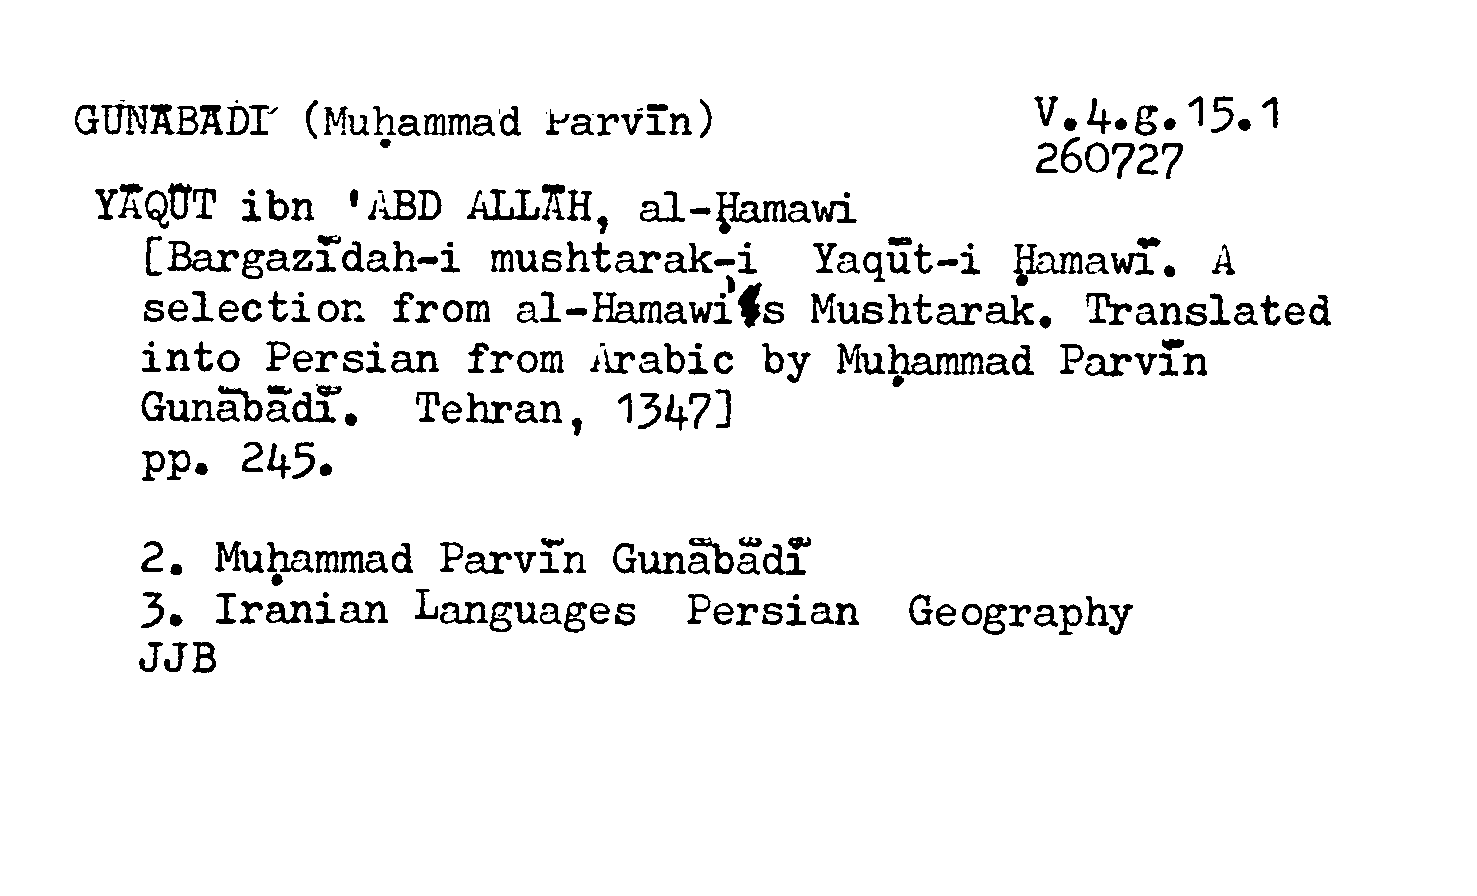 GUNĀBĀDĪ (Muḥammad Parvīn) V.4.g.15.1
260727
YĀQŪT ibn 'ABD ALLĀH, al-Ḥamawi
[Bargazīdah-i mushtarak-i Yaqūt-i Ḥamawī. A
selection from al-Hamawi's Mushtarak. Translated
into Persian from Arabic by Muḥammad Parvīn
Gunābādī. Tehran, 1347]
pp. 245.
2. Muḥammad Parvīn Gunābādī
3. Iranian Languages Persian Geography
JJB